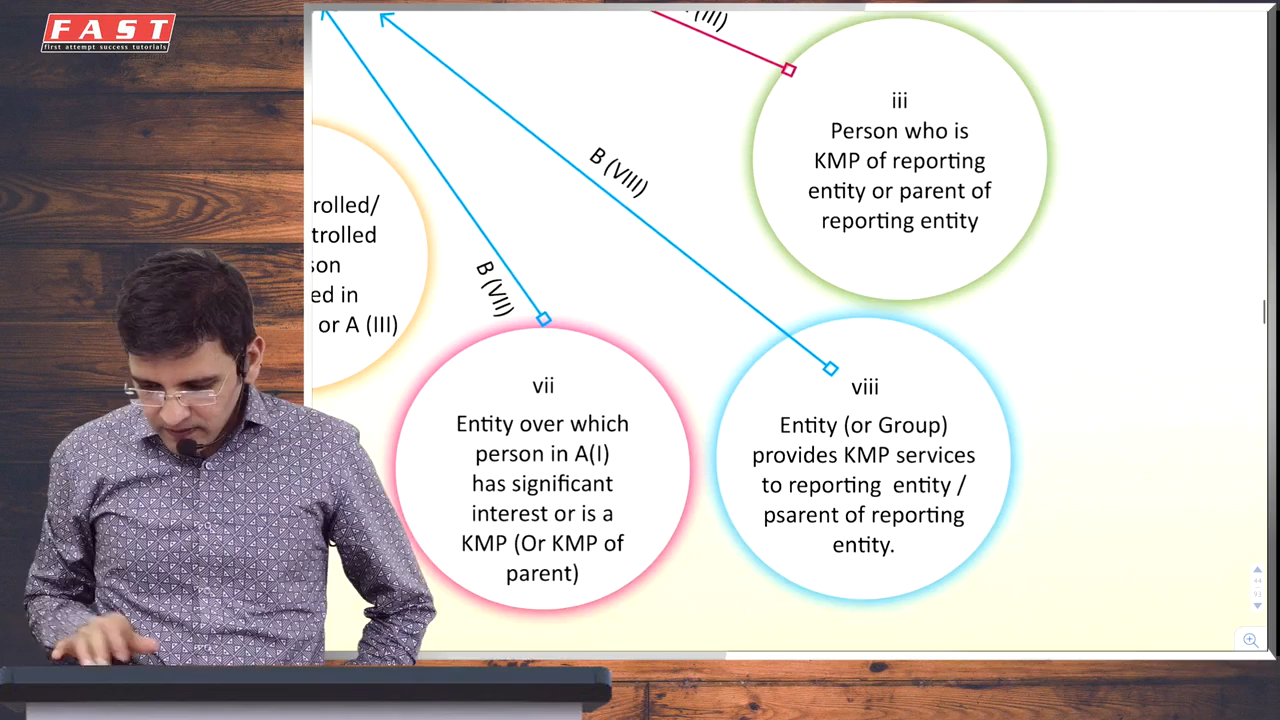 FAST
first attempt success tutorials
(III)
iii
Person who is
KMP of reporting
entity or parent of
reporting entity
B (VIII)
B (VII)
rolled/
trolled
son
ed in
or A (III)
vii
Entity over which
person in A(I)
has significant
interest or is a
KMP (Or KMP of
parent)
viii
Entity (or Group)
provides KMP services
to reporting entity /
psarent of reporting
entity.
44
93